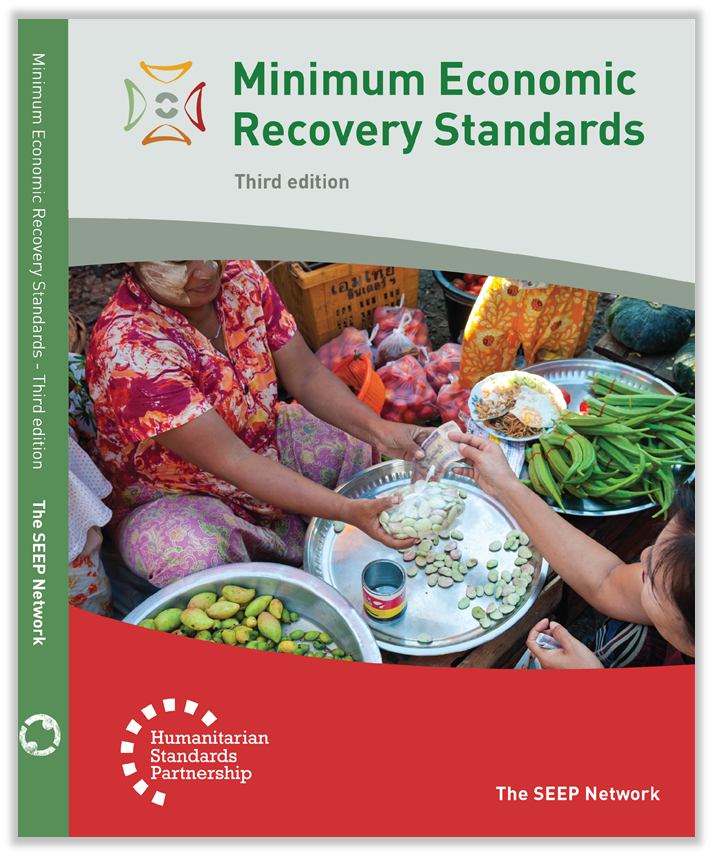 Minimum Economic Recovery Standards - Third edition
The SEEP Network
Minimum Economic
Recovery Standards
Third edition
Humanitarian
Standards
Partnership
The SEEP Network